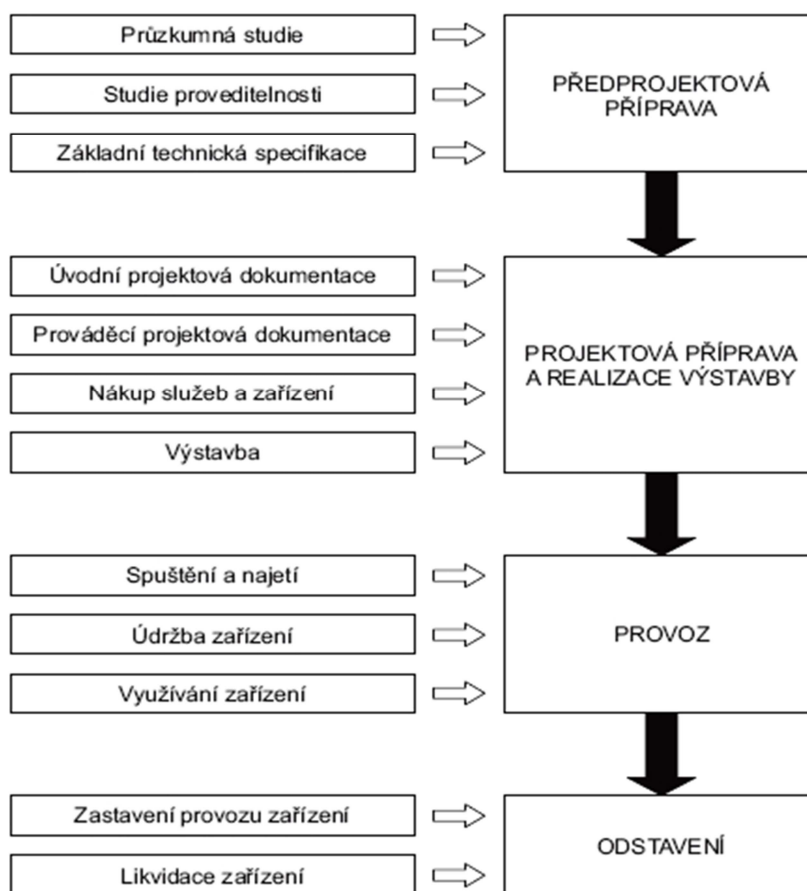 Průzkumná studie
Studie proveditelnosti
Základní technická specifikace
PŘEDPROJEKTOVÁ
PŘÍPRAVA
Úvodní projektová dokumentace
Prováděcí projektová dokumentace
Nákup služeb a zařízení
Výstavba
PROJEKTOVÁ PŘÍPRAVA
A REALIZACE VÝSTAVBY
Spuštění a najetí
Údržba zařízení
Využívání zařízení
PROVOZ
Zastavení provozu zařízení
Likvidace zařízení
ODSTAVENÍ